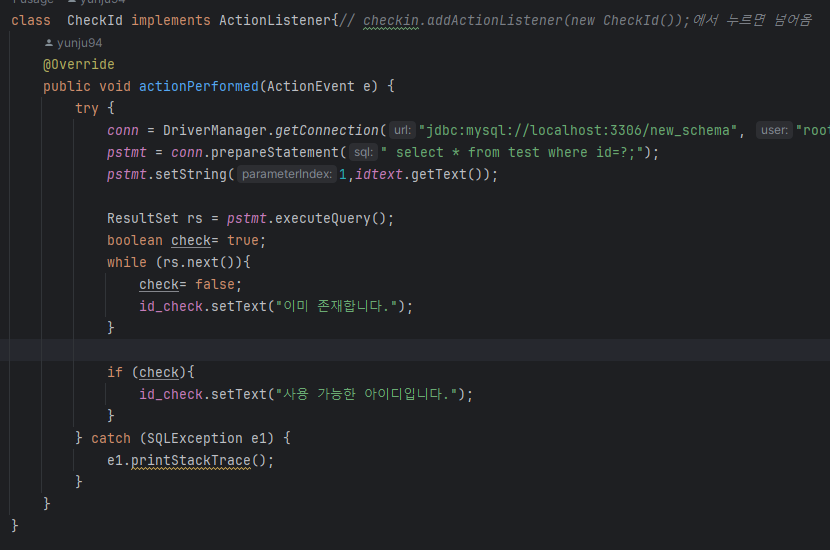 1 usage yunju94
class CheckId implements ActionListener{// checkin.addActionListener(new CheckId());에서 누르면 넘어옴
yunju94
@Override
public void actionPerformed(ActionEvent e) {
try {
conn = DriverManager.getConnection( url: "jdbc:mysql://localhost:3306/new_schema", user: "root
pstmt = conn.prepareStatement( sql: " select * from test where id=?;");
pstmt.setString( parameterIndex: 1,idtext.getText());
ResultSet rs = pstmt.executeQuery();
boolean check= true;
while (rs.next()){
check= false;
id_check.setText("이미 존재합니다.");
}
if (check){
id_check.setText("사용 가능한 아이디입니다.");
}
} catch (SQLException e1) {
e1.printStackTrace();
}
}
}